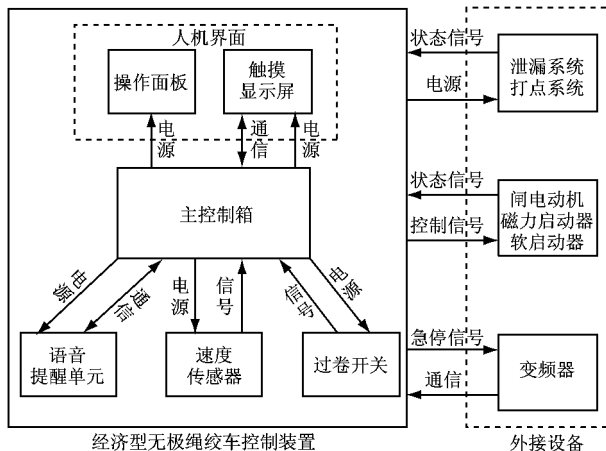 人机界面
操作面板
触摸
显示屏
电源
通信
电源
主控制箱
电源
通信
电源
信号
信号
电源
语音
提醒单元
速度
传感器
过卷开关
经济型无极绳绞车控制装置
状态信号
电源
泄漏系统
打点系统
状态信号
控制信号
闸电动机
磁力启动器
软启动器
急停信号
通信
变频器
外接设备